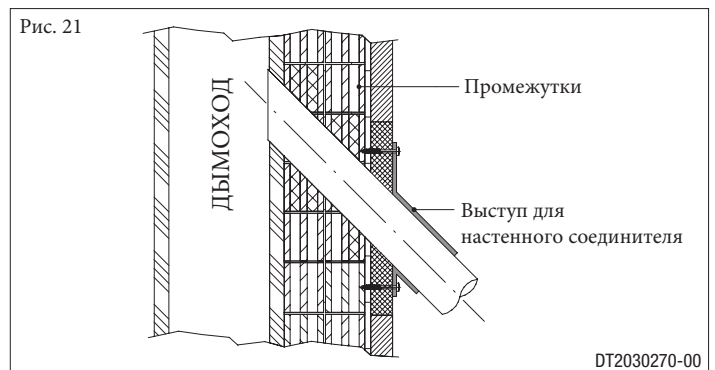 Рис. 21
ДЫМОХОД
Промежутки
Выступ для
настенного соединителя
DT2030270-00